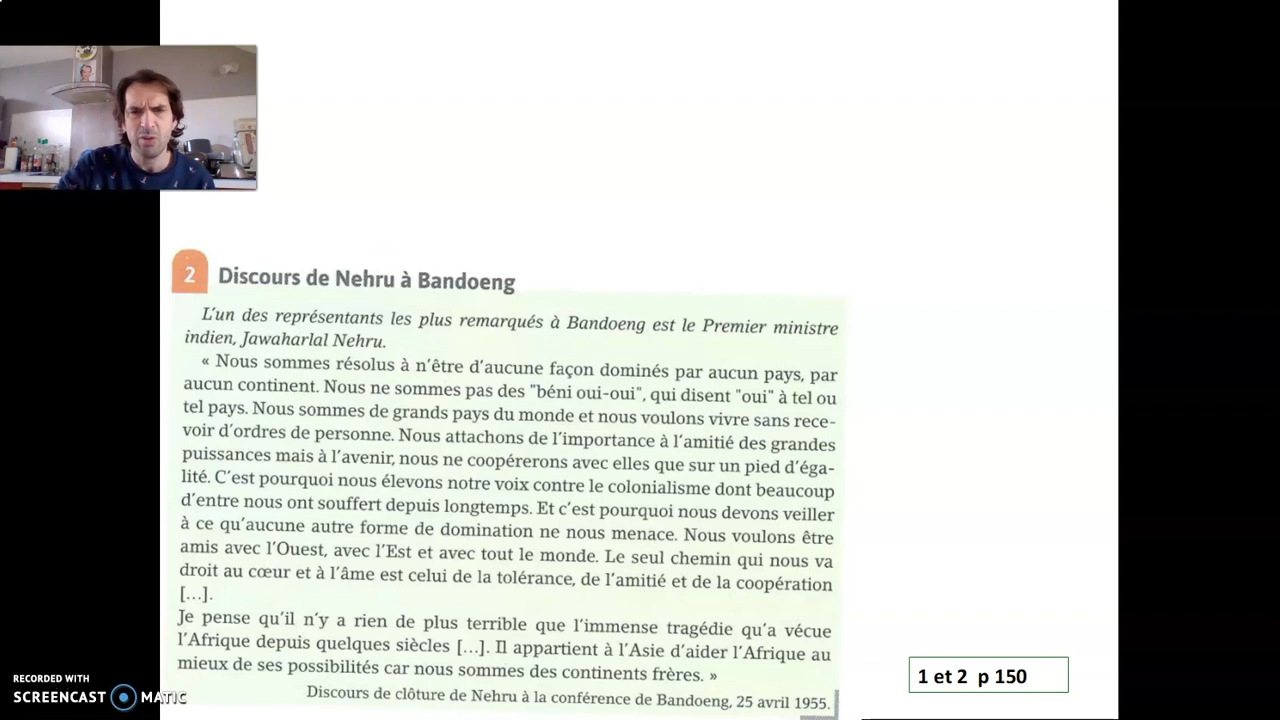 2
Discours de Nehru à Bandoeng
L'un des représentants les plus remarqués à Bandoeng est le Premier ministre
indien, Jawaharlal Nehru.
« Nous sommes résolus à n'être d'aucune façon dominés par aucun pays, par
aucun continent. Nous ne sommes pas des "béni oui-oui", qui disent "oui" à tel ou
tel pays. Nous sommes de grands pays du monde et nous voulons vivre sans rece-
voir d'ordres de personne. Nous attachons de l'importance à l'amitié des grandes
puissances mais à l'avenir, nous ne coopérerons avec elles que sur un pied d'éga-
lité. C'est pourquoi nous élevons notre voix contre le colonialisme dont beaucoup
d'entre nous ont souffert depuis longtemps. Et c'est pourquoi nous devons veiller
à ce qu'aucune autre forme de domination ne nous menace. Nous voulons être
amis avec l'Ouest, avec l'Est et avec tout le monde. Le seul chemin qui nous va
droit au cœur et à l'âme est celui de la tolérance, de l'amitié et de la coopération
[...].
Je pense qu'il n'y a rien de plus terrible que l'immense tragédie qu'a vécue
l'Afrique depuis quelques siècles [...]. Il appartient à l'Asie d'aider l'Afrique au
mieux de ses possibilités car nous sommes des continents frères. »
Discours de clôture de Nehru à la conférence de Bandoeng, 25 avril 1955.
1 et 2 p 150
RECORDED WITH
SCREENCAST MATIC